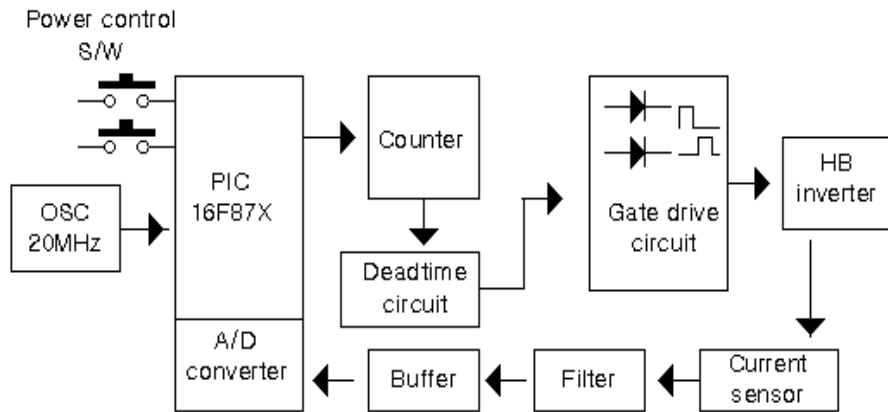 Power control
S/W
PIC
16F87X
OSC
20MHz
A/D
converter
Counter
Deadtime
circuit
Gate drive
circuit
HB
inverter
Current
sensor
Filter
Buffer